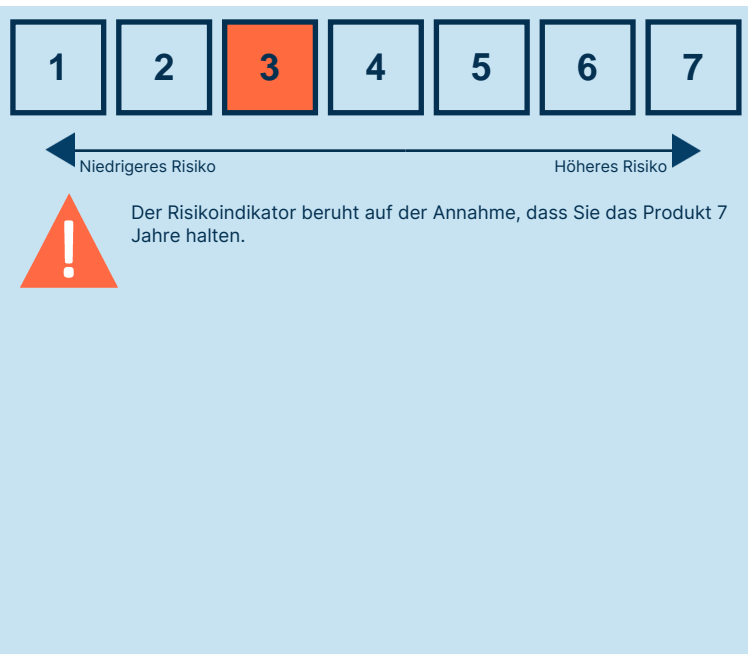 1 2 3 4 5 6 7
Niedrigeres Risiko Höheres Risiko
Der Risikoindikator beruht auf der Annahme, dass Sie das Produkt 7
Jahre halten.